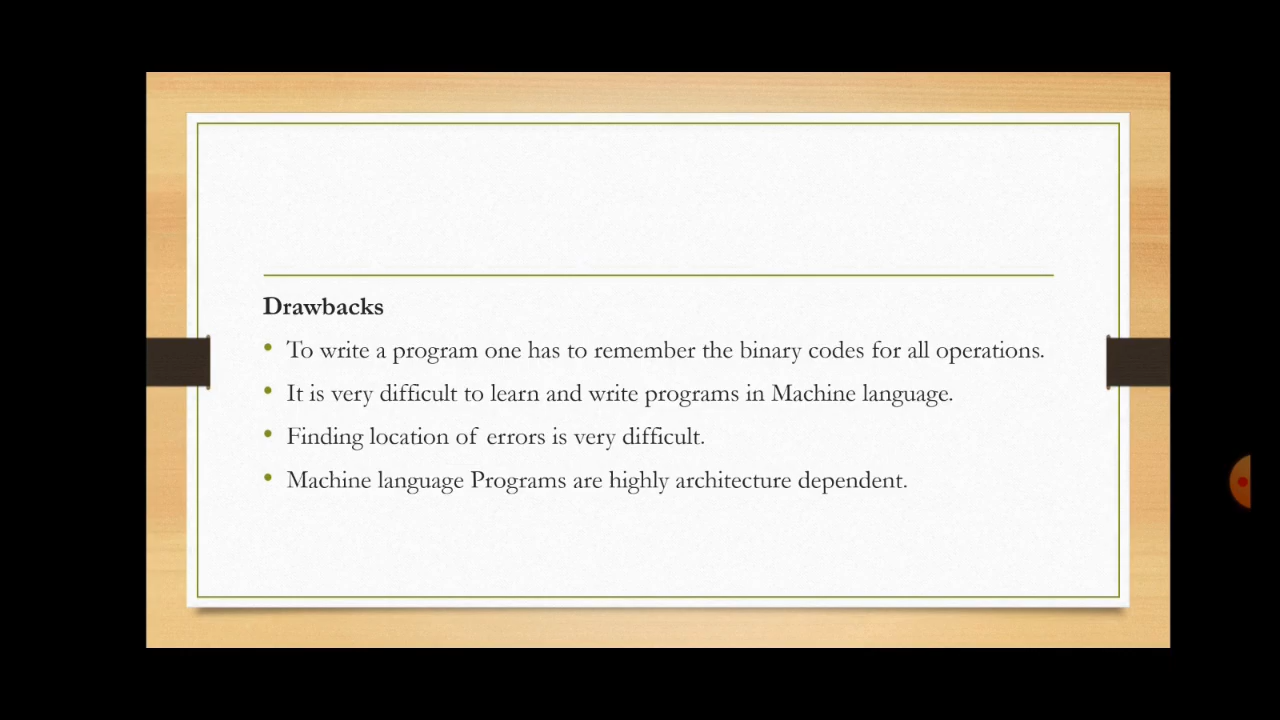 Drawbacks
• To write a program one has to remember the binary codes for all operations.
• It is very difficult to learn and write programs in Machine language.
• Finding location of errors is very difficult.
• Machine language Programs are highly architecture dependent.